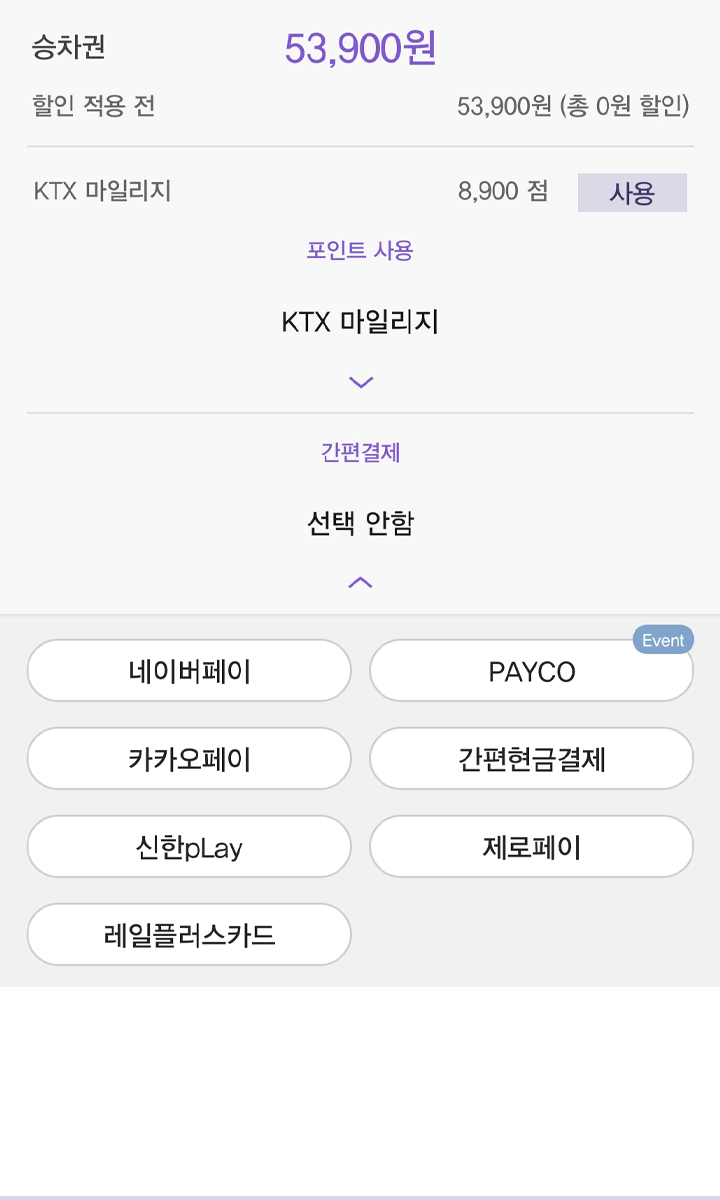 승차권 53,900원
할인 적용 전 53,900원 (총 0원 할인)
KTX 마일리지 8,900 점 사용
포인트 사용
KTX 마일리지
간편결제
선택 안함
Event
네이버페이 PAYCO
카카오페이 간편현금결제
신한pLay 제로페이
레일플러스카드